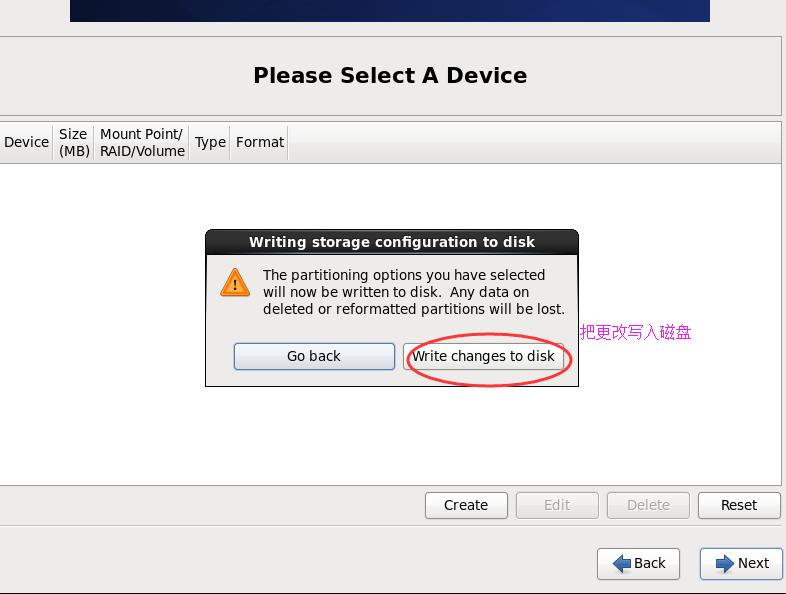 Please Select A Device
Device
Size
(MB)
Mount Point/
RAID/Volume
Type
Format
Writing storage configuration to disk
The partitioning options you have selected
will now be written to disk.  Any data on
deleted or reformatted partitions will be lost.
把更改写入磁盘
Go back
Write changes to disk
Create
Edit
Delete
Reset
Back
Next